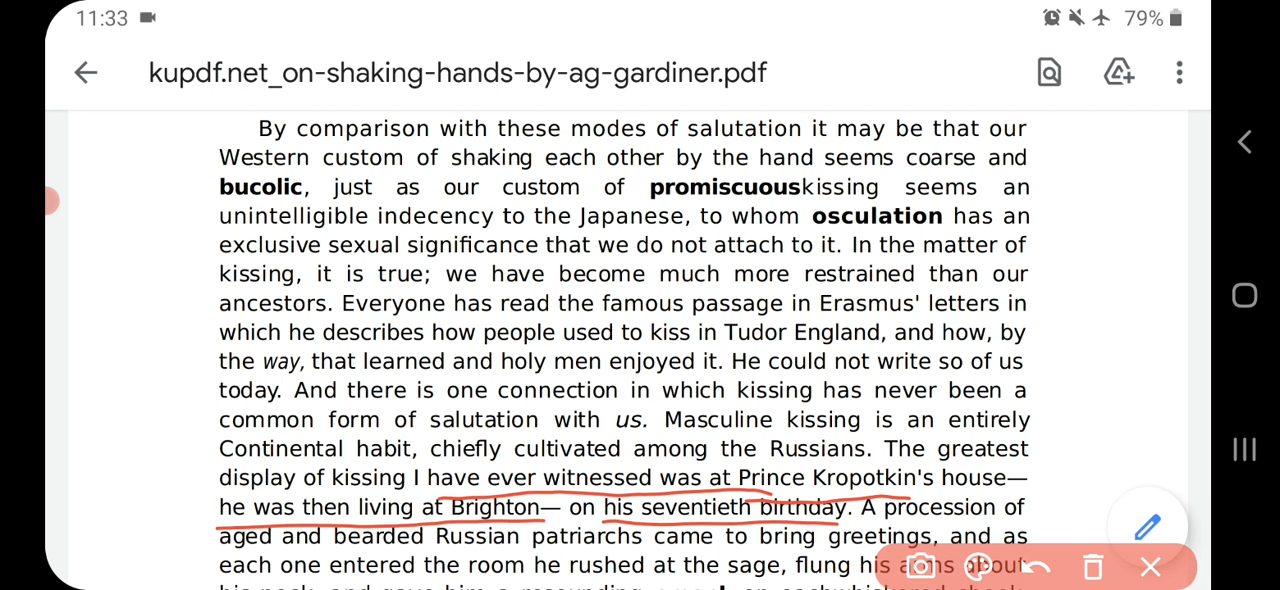 11:33
79%
kupdf.net_on-shaking-hands-by-ag-gardiner.pdf
By comparison with these modes of salutation it may be that our
Western custom of shaking each other by the hand seems coarse and
bucolic, just as our custom of promiscuouskissing seems an
unintelligible indecency to the Japanese, to whom osculation has an
exclusive sexual significance that we do not attach to it. In the matter of
kissing, it is true; we have become much more restrained than our
ancestors. Everyone has read the famous passage in Erasmus' letters in
which he describes how people used to kiss in Tudor England, and how, by
the way, that learned and holy men enjoyed it. He could not write so of us
today. And there is one connection in which kissing has never been a
common form of salutation with us. Masculine kissing is an entirely
Continental habit, chiefly cultivated among the Russians. The greatest
display of kissing I have ever witnessed was at Prince Kropotkin's house—
he was then living at Brighton— on his seventieth birthday. A procession of
aged and bearded Russian patriarchs came to bring greetings, and as
each one entered the room he rushed at the sage, flung his arms about